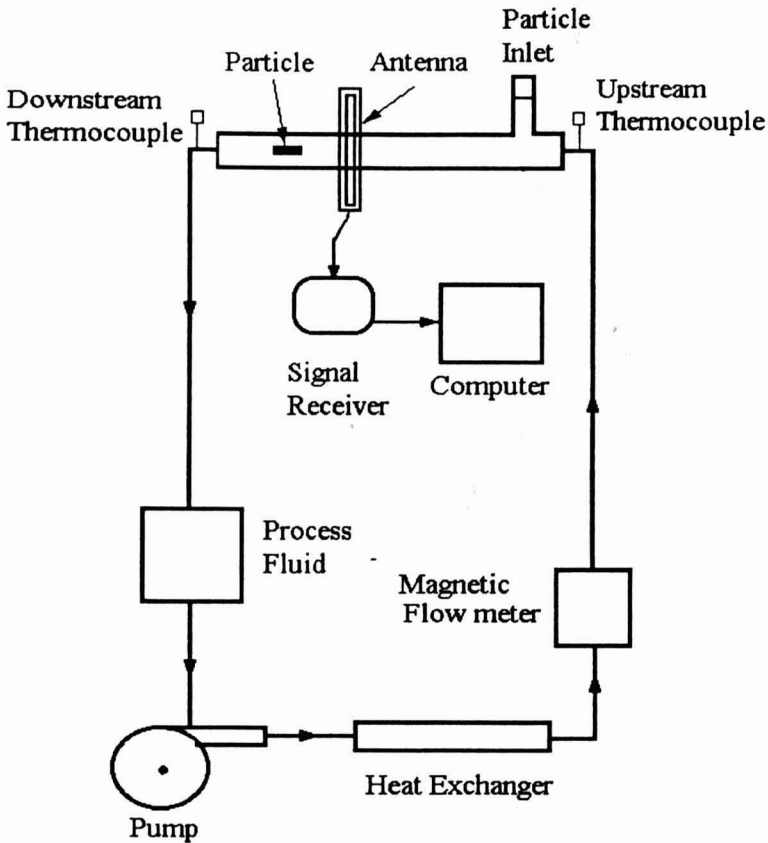 Particle
Inlet
Particle
Antenna
Downstream
Thermocouple
Upstream
Thermocouple
Signal
Receiver
Computer
Process
Fluid
Magnetic
Flow meter
Heat Exchanger
Pump